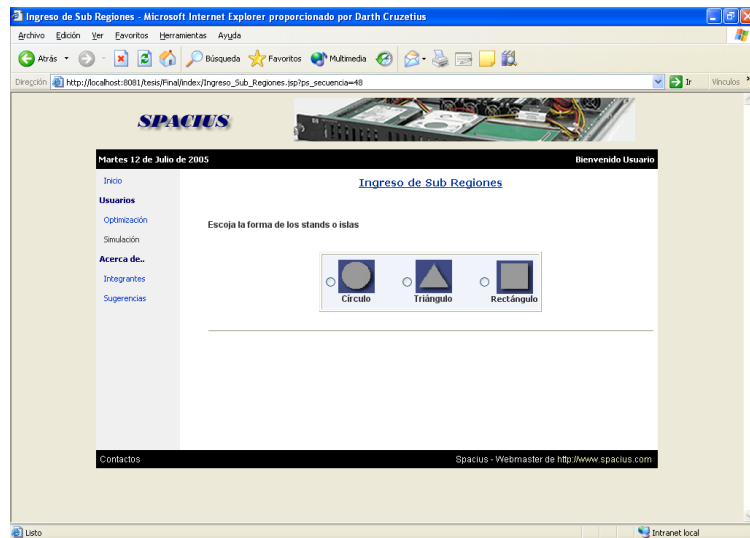 Ingreso de Sub Regiones - Microsoft Internet Explorer proporcionado por Darth Cruzetius
Archivo Edición Ver Favoritos Herramientas Ayuda
Atrás Búsqueda Favoritos Multimedia
Dirección http://localhost:8081/tesis/Final/index/Ingreso_Sub_Regiones.jsp?ps_secuencia=48 Ir Vínculos »
SPACIUS
Martes 12 de Julio de 2005 Bienvenido Usuario
Inicio
Usuarios
Optimización
Simulación
Acerca de..
Integrantes
Sugerencias
Ingreso de Sub Regiones
Escoja la forma de los stands o islas
Círculo Triángulo Rectángulo
Contactos Spacius - Webmaster de http://www.spacius.com
Listo Intranet local